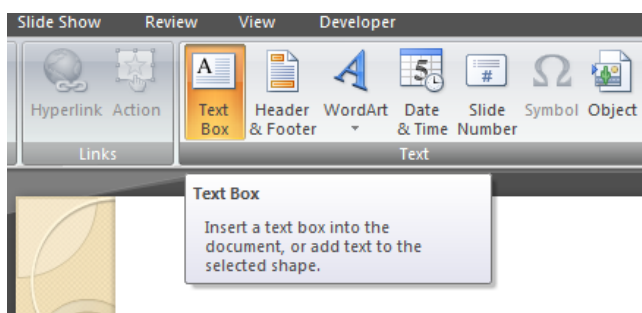 Slide Show Review View Developer
Hyperlink Action Text Box Header & Footer WordArt Date & Time Slide Number Symbol Object
Links Text
Text Box
Insert a text box into the
document, or add text to the
selected shape.